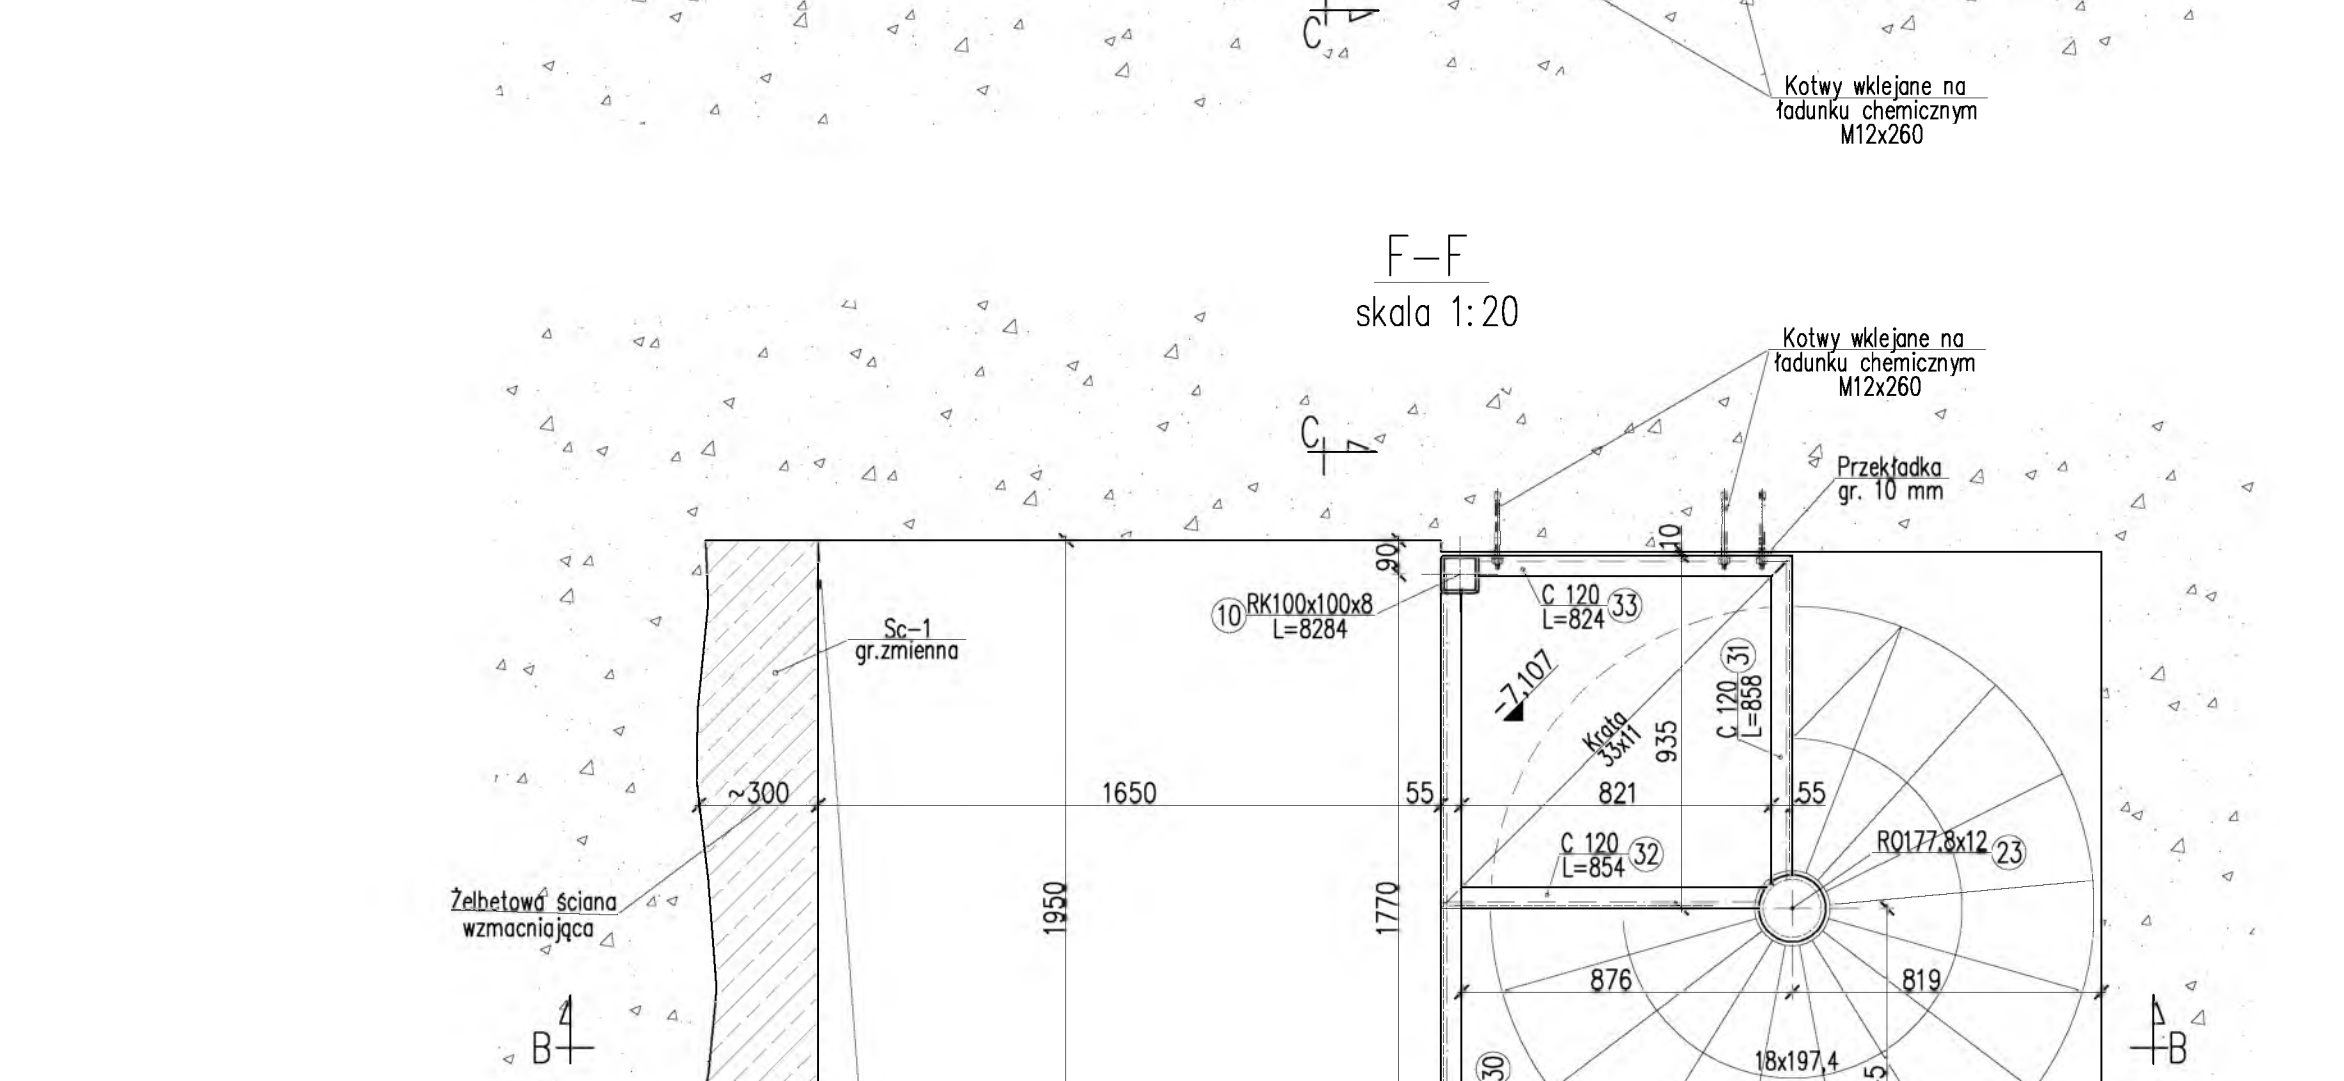 C
Kotwy wklejane na
ładunku chemicznym
M12x260
F-F
skala 1:20
Kotwy wklejane na
ładunku chemicznym
M12x260
C
Przekładka
gr. 10 mm
10
90
10 RK100x100x8
L=8284
C 120 33
L=824
Sc-1
gr.zmienna
-7,107
C 120 31
L=858
Krata
33x11
935
~300
1650
55
821
55
C 120 32
L=854
RO177,8x12 23
Żelbetowa ściana
wzmacniająca
1950
1770
876
819
B
B
18x197,4
30
5